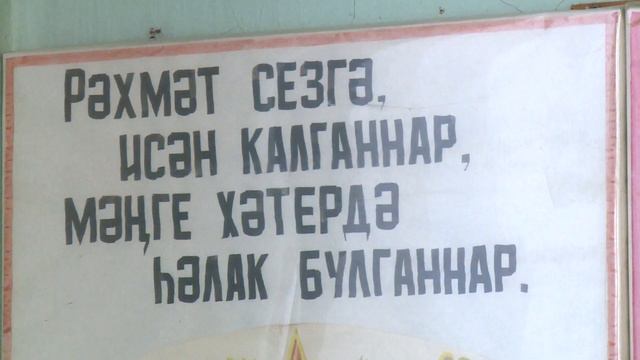 РӘХМӘТ СЕЗГӘ,
ИСӘН КАЛГАННАР,
МӘҢГЕ ХӘТЕРДӘ
ҺӘЛАК БУЛГАННАР.